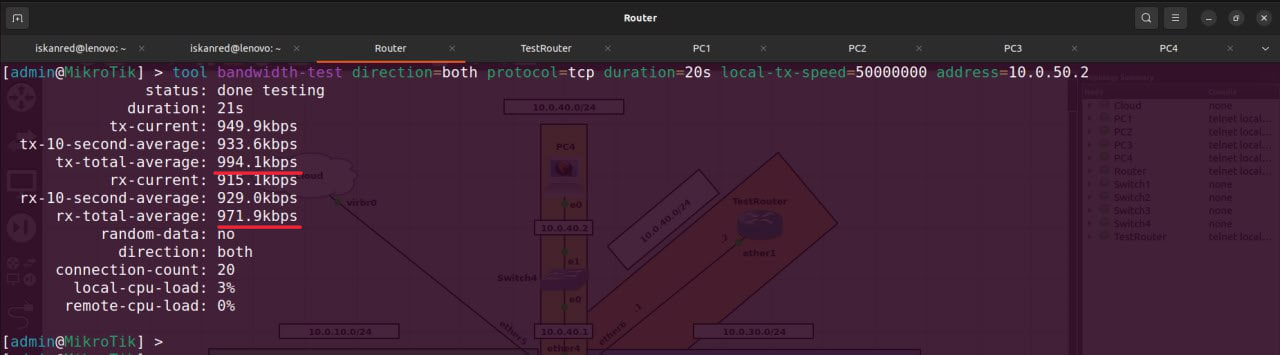 Router
iskanred@lenovo: ~ × iskanred@lenovo: ~ × Router × TestRouter × PC1 × PC2 × PC3 × PC4 ×
[admin@MikroTik] > tool bandwidth-test direction=both protocol=tcp duration=20s local-tx-speed=50000000 address=10.0.50.2
status: done testing
duration: 21s
tx-current: 949.9kbps
tx-10-second-average: 933.6kbps
tx-total-average: 994.1kbps
rx-current: 915.1kbps
rx-10-second-average: 929.0kbps
rx-total-average: 971.9kbps
random-data: no
direction: both
connection-count: 20
local-cpu-load: 3%
remote-cpu-load: 0%
[admin@MikroTik] >
10.0.40.0/24
PC4
virbr0
e0
10.0.40.2
e1
Switch4
e0
10.0.40.1
ether4
10.0.40.0/24
TestRouter
ether1
ether5
ether6
.1
10.0.10.0/24
10.0.30.0/24
Summary
Node Console
Cloud none
PC1 telnet local...
PC2 telnet local...
PC3 telnet local...
PC4 telnet local...
Router telnet local...
Switch1 none
Switch2 none
Switch3 none
Switch4 none
TestRouter telnet local...